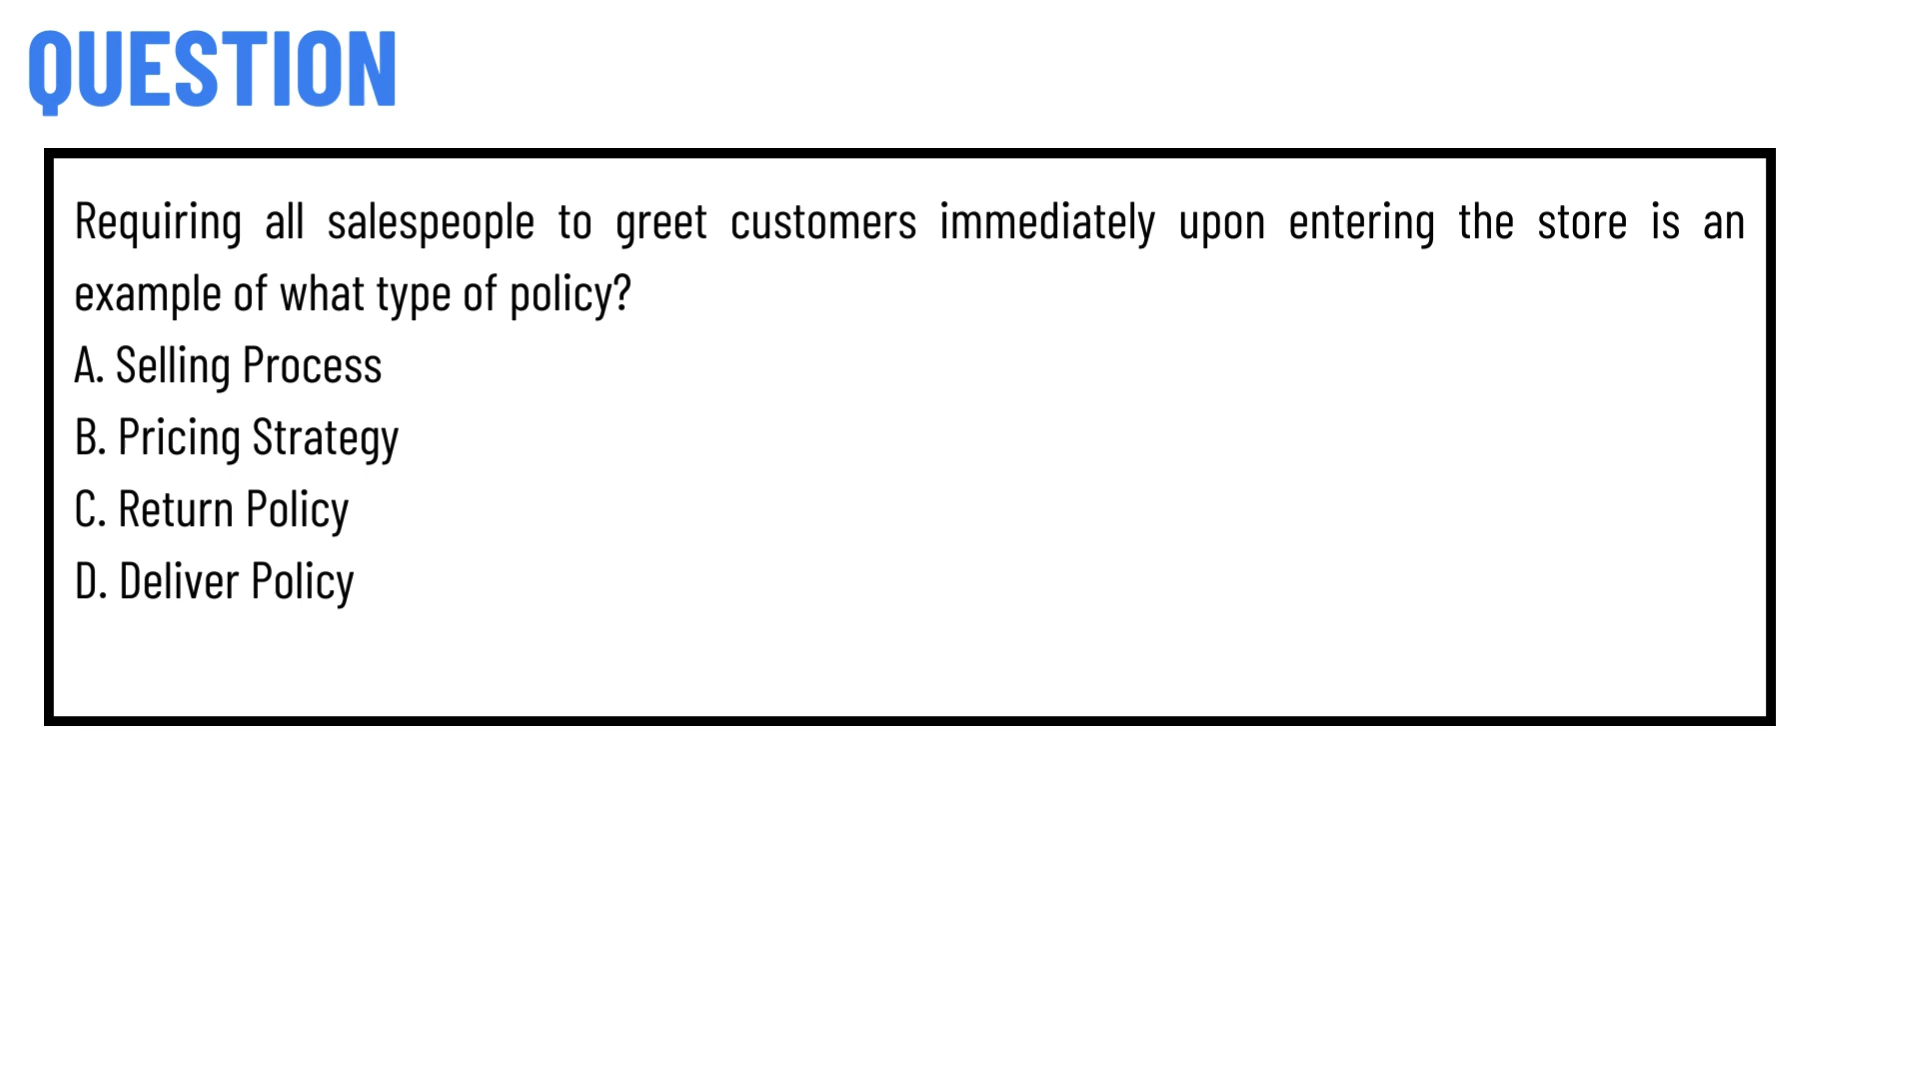 QUESTION
Requiring all salespeople to greet customers immediately upon entering the store is an
example of what type of policy?
A. Selling Process
B. Pricing Strategy
C. Return Policy
D. Deliver Policy